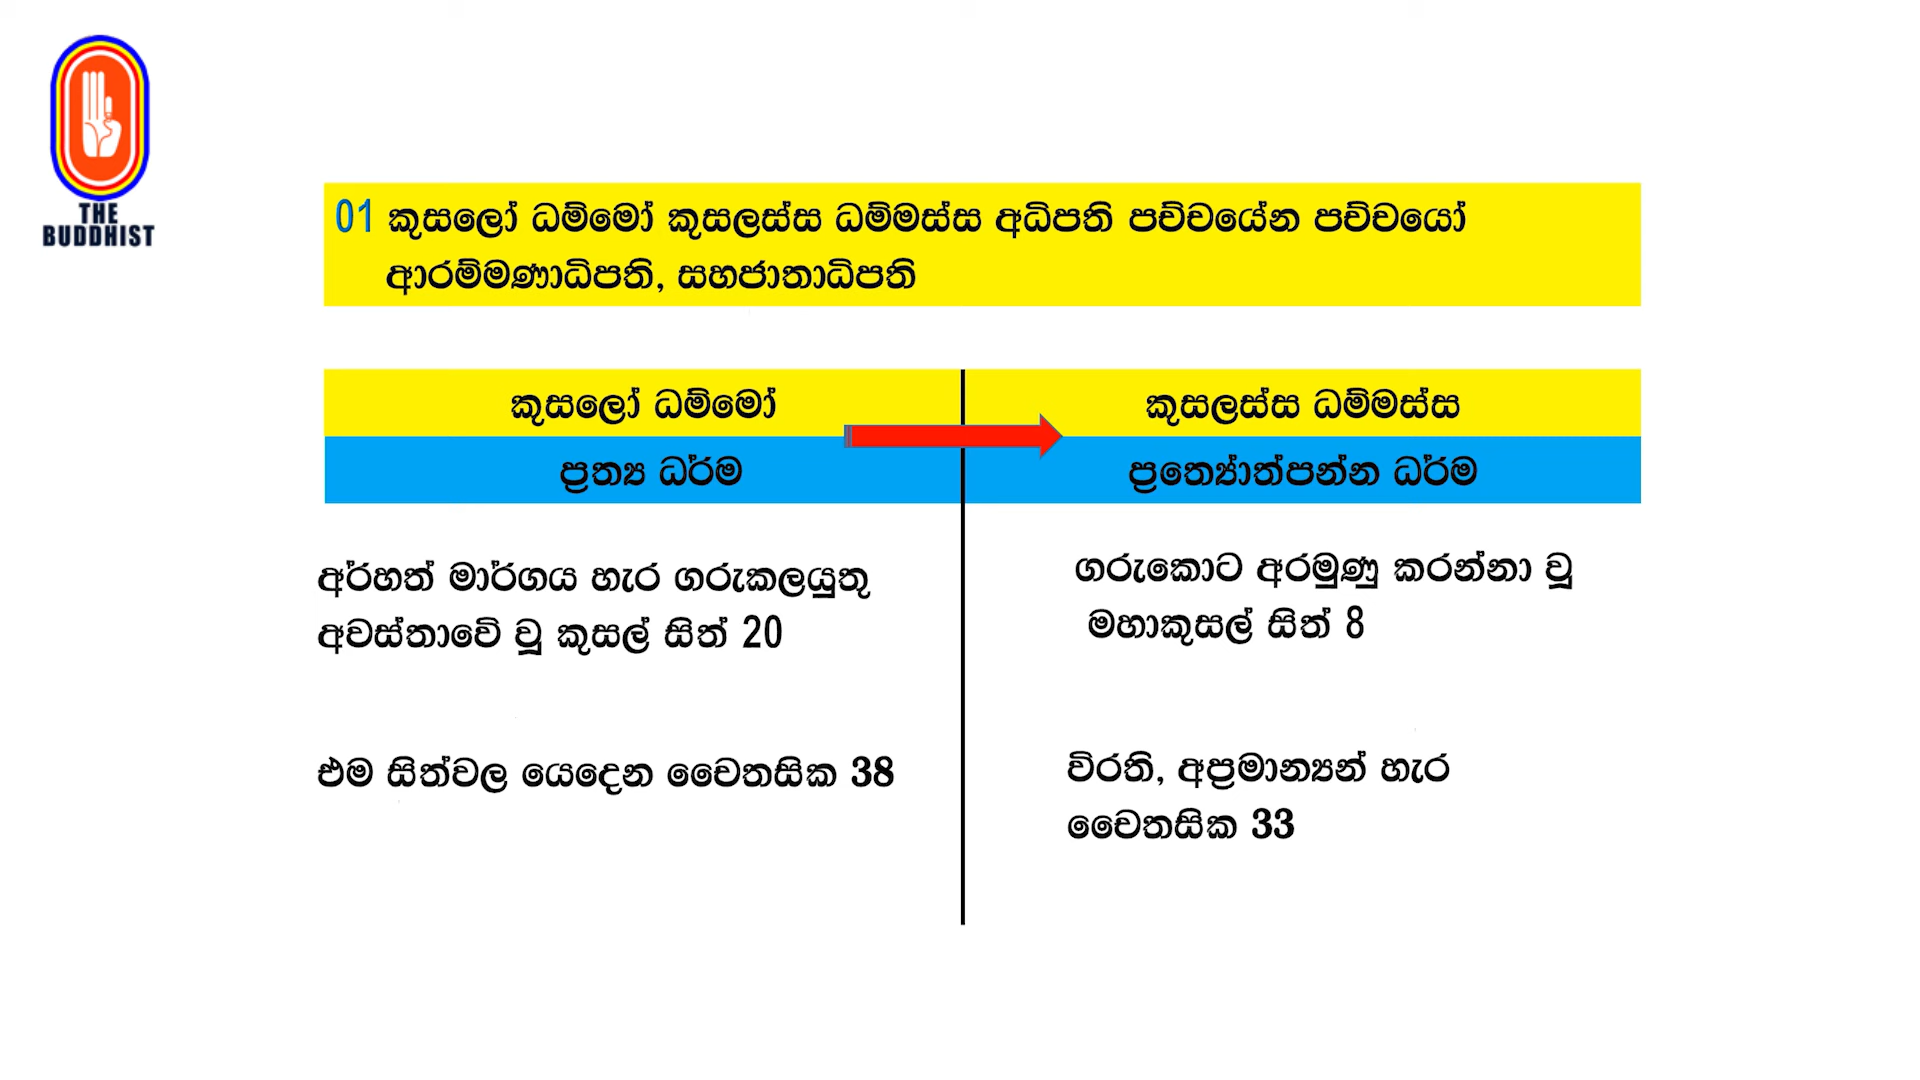 THE
BUDDHIST
01 කුසලෝ ධම්මෝ කුසලස්ස ධම්මස්ස අධිපති පච්චයේන පච්චයෝ
ආරම්මණාධිපති, සහජාතාධිපති
කුසලෝ ධම්මෝ
කුසලස්ස ධම්මස්ස
ප්‍රත්‍ය ධර්ම
ප්‍රත්‍යෝත්පන්න ධර්ම
අර්හත් මාර්ගය හැර ගරුකලයුතු
අවස්තාවේ වූ කුසල් සිත් 20
ගරුකොට අරමුණු කරන්නා වූ
මහාකුසල් සිත් 8
එම සිත්වල යෙදෙන චෛතසික 38
විරති, අප්‍රමාන්‍යන් හැර
චෛතසික 33